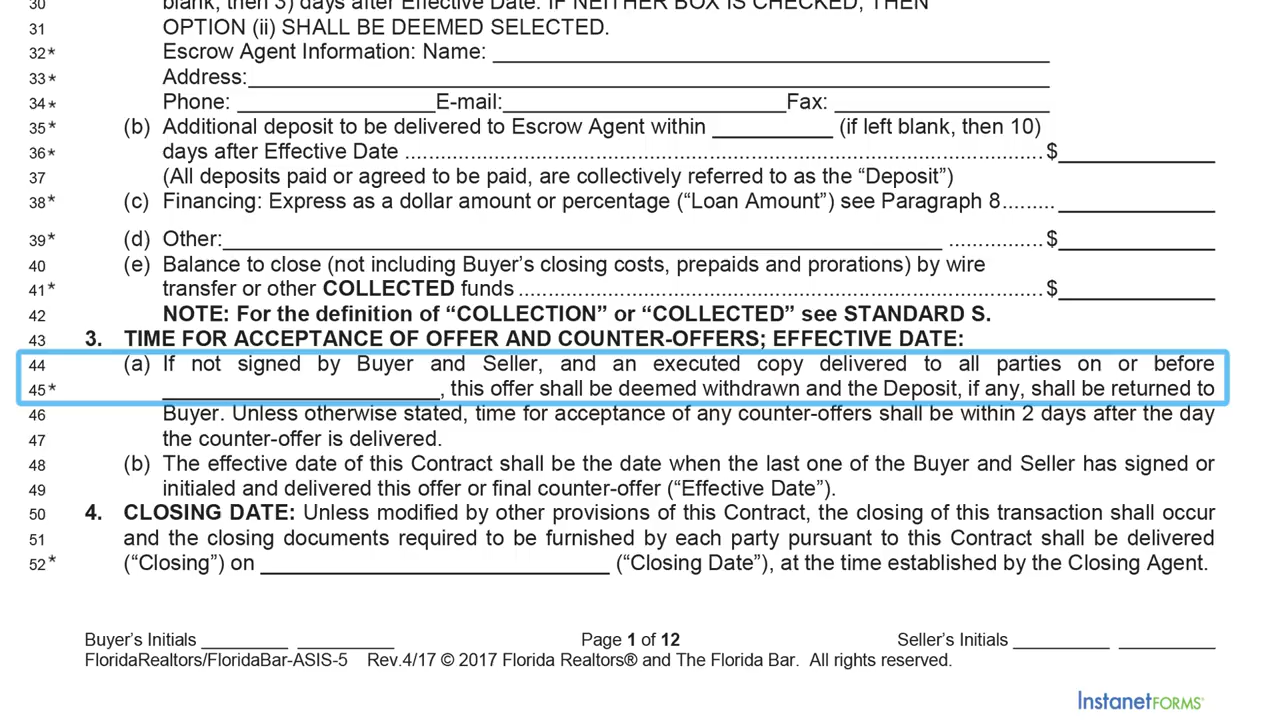 30 blank, then 3) days after Effective Date. IF NEITHER BOX IS CHECKED, THEN
31 OPTION (ii) SHALL BE DEEMED SELECTED.
32* Escrow Agent Information: Name: ____________________
33* Address:____________________
34* Phone: ____________________E-mail:____________________Fax: ____________________
35* (b) Additional deposit to be delivered to Escrow Agent within __________ (if left blank, then 10)
36* days after Effective Date ........................................ $__________
37 (All deposits paid or agreed to be paid, are collectively referred to as the “Deposit”)
38* (c) Financing: Express as a dollar amount or percentage (“Loan Amount”) see Paragraph 8......... __________
39* (d) Other:____________________ ................$__________
40 (e) Balance to close (not including Buyer’s closing costs, prepaids and prorations) by wire
41* transfer or other COLLECTED funds ........................................ $__________
42 NOTE: For the definition of “COLLECTION” or “COLLECTED” see STANDARD S.
43 3. TIME FOR ACCEPTANCE OF OFFER AND COUNTER-OFFERS; EFFECTIVE DATE:
44 (a) If not signed by Buyer and Seller, and an executed copy delivered to all parties on or before
45* ____________________, this offer shall be deemed withdrawn and the Deposit, if any, shall be returned to
46 Buyer. Unless otherwise stated, time for acceptance of any counter-offers shall be within 2 days after the day
47 the counter-offer is delivered.
48 (b) The effective date of this Contract shall be the date when the last one of the Buyer and Seller has signed or
49 initialed and delivered this offer or final counter-offer (“Effective Date”).
50 4. CLOSING DATE: Unless modified by other provisions of this Contract, the closing of this transaction shall occur
51 and the closing documents required to be furnished by each party pursuant to this Contract shall be delivered
52* (“Closing”) on ____________________ (“Closing Date”), at the time established by the Closing Agent.
Buyer’s Initials ________ ________ Page 1 of 12 Seller’s Initials ________ ________
FloridaRealtors/FloridaBar-ASIS-5 Rev.4/17 © 2017 Florida Realtors® and The Florida Bar. All rights reserved.
InstanetFORMS